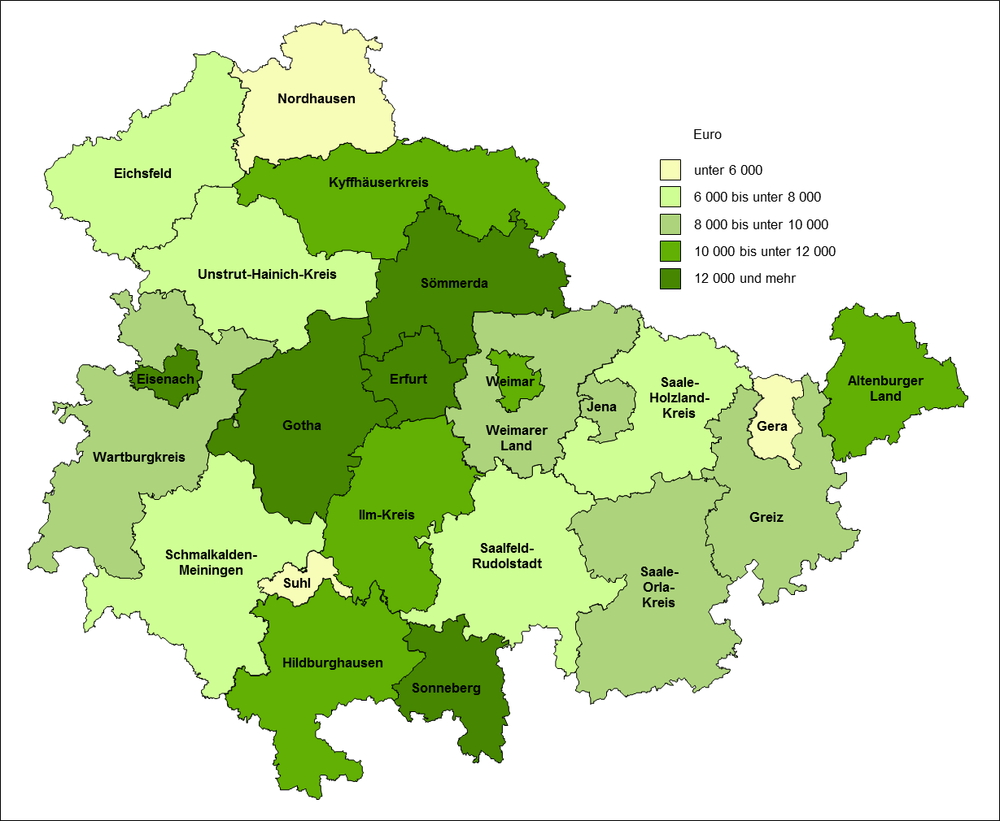 Nordhausen
Euro
Eichsfeld
unter 6 000
Kyffhäuserkreis
6 000 bis unter 8 000
8 000 bis unter 10 000
10 000 bis unter 12 000
Unstrut-Hainich-Kreis
Sömmerda
12 000 und mehr
Eisenach
Erfurt
Weimar
Saale-
Holzland-
Kreis
Altenburger
Land
Jena
Gotha
Weimarer
Land
Gera
Wartburgkreis
Ilm-Kreis
Greiz
Schmalkalden-
Meiningen
Saalfeld-
Rudolstadt
Suhl
Saale-
Orla-
Kreis
Hildburghausen
Sonneberg